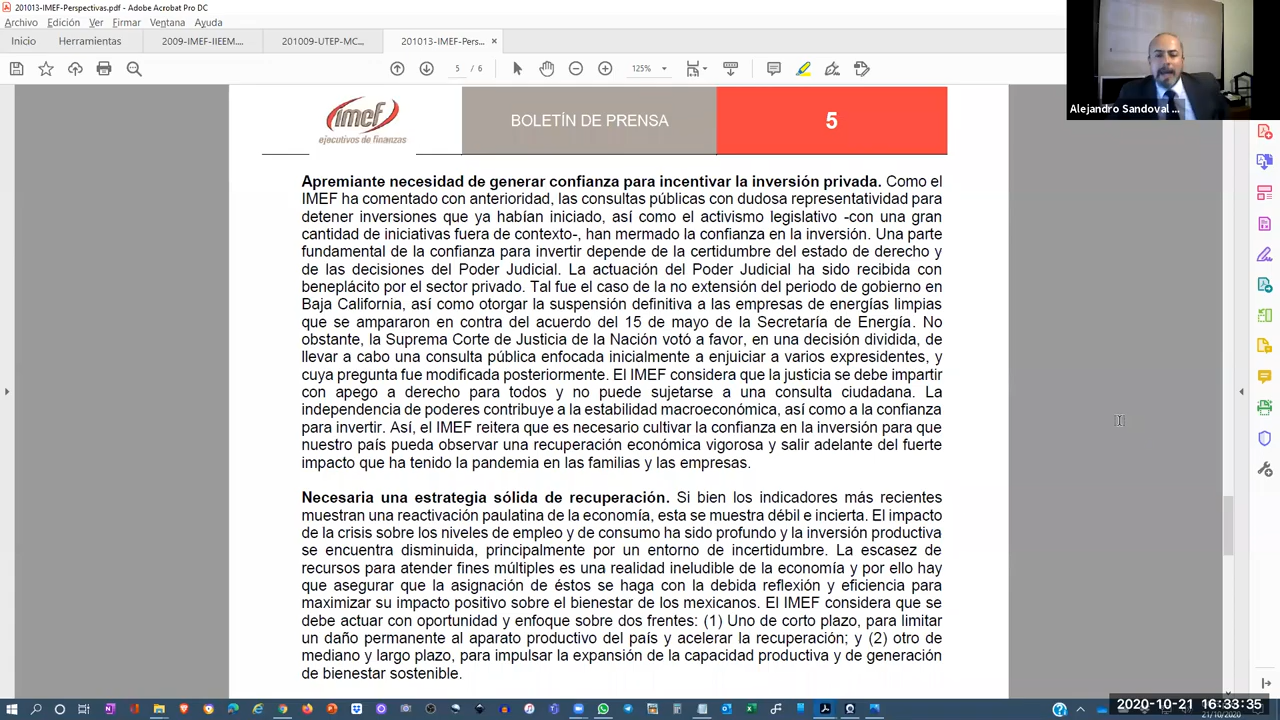 201013-IMEF-Perspectivas.pdf - Adobe Acrobat Pro DC
Archivo Edición Ver Firmar Ventana Ayuda
Inicio Herramientas 2009-IMEF-IIEEM.... 201009-UTEP-MC... 201013-IMEF-Pers... ×
5 / 6 125%
Alejandro Sandoval ...
imef
ejecutivos de finanzas
BOLETÍN DE PRENSA
5
Apremiante necesidad de generar confianza para incentivar la inversión privada. Como el
IMEF ha comentado con anterioridad, las consultas públicas con dudosa representatividad para
detener inversiones que ya habían iniciado, así como el activismo legislativo -con una gran
cantidad de iniciativas fuera de contexto-, han mermado la confianza en la inversión. Una parte
fundamental de la confianza para invertir depende de la certidumbre del estado de derecho y
de las decisiones del Poder Judicial. La actuación del Poder Judicial ha sido recibida con
beneplácito por el sector privado. Tal fue el caso de la no extensión del periodo de gobierno en
Baja California, así como otorgar la suspensión definitiva a las empresas de energías limpias
que se ampararon en contra del acuerdo del 15 de mayo de la Secretaría de Energía. No
obstante, la Suprema Corte de Justicia de la Nación votó a favor, en una decisión dividida, de
llevar a cabo una consulta pública enfocada inicialmente a enjuiciar a varios expresidentes, y
cuya pregunta fue modificada posteriormente. El IMEF considera que la justicia se debe impartir
con apego a derecho para todos y no puede sujetarse a una consulta ciudadana. La
independencia de poderes contribuye a la estabilidad macroeconómica, así como a la confianza
para invertir. Así, el IMEF reitera que es necesario cultivar la confianza en la inversión para que
nuestro país pueda observar una recuperación económica vigorosa y salir adelante del fuerte
impacto que ha tenido la pandemia en las familias y las empresas.
Necesaria una estrategia sólida de recuperación. Si bien los indicadores más recientes
muestran una reactivación paulatina de la economía, esta se muestra débil e incierta. El impacto
de la crisis sobre los niveles de empleo y de consumo ha sido profundo y la inversión productiva
se encuentra disminuida, principalmente por un entorno de incertidumbre. La escasez de
recursos para atender fines múltiples es una realidad ineludible de la economía y por ello hay
que asegurar que la asignación de éstos se haga con la debida reflexión y eficiencia para
maximizar su impacto positivo sobre el bienestar de los mexicanos. El IMEF considera que se
debe actuar con oportunidad y enfoque sobre dos frentes: (1) Uno de corto plazo, para limitar
un daño permanente al aparato productivo del país y acelerar la recuperación; y (2) otro de
mediano y largo plazo, para impulsar la expansión de la capacidad productiva y de generación
de bienestar sostenible.
2020-10-21 16:33:35
21/10/2020